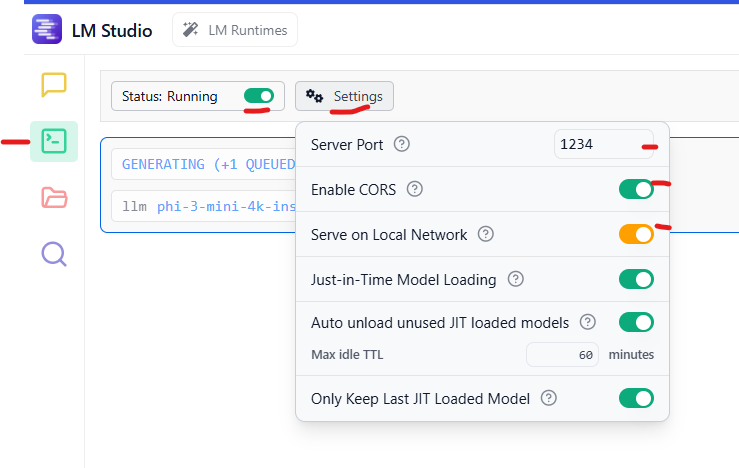 LM Studio
LM Runtimes
Status: Running
Settings
GENERATING (+1 QUEUED
llm phi-3-mini-4k-ins
Server Port
1234
Enable CORS
Serve on Local Network
Just-in-Time Model Loading
Auto unload unused JIT loaded models
Max idle TTL 60 minutes
Only Keep Last JIT Loaded Model